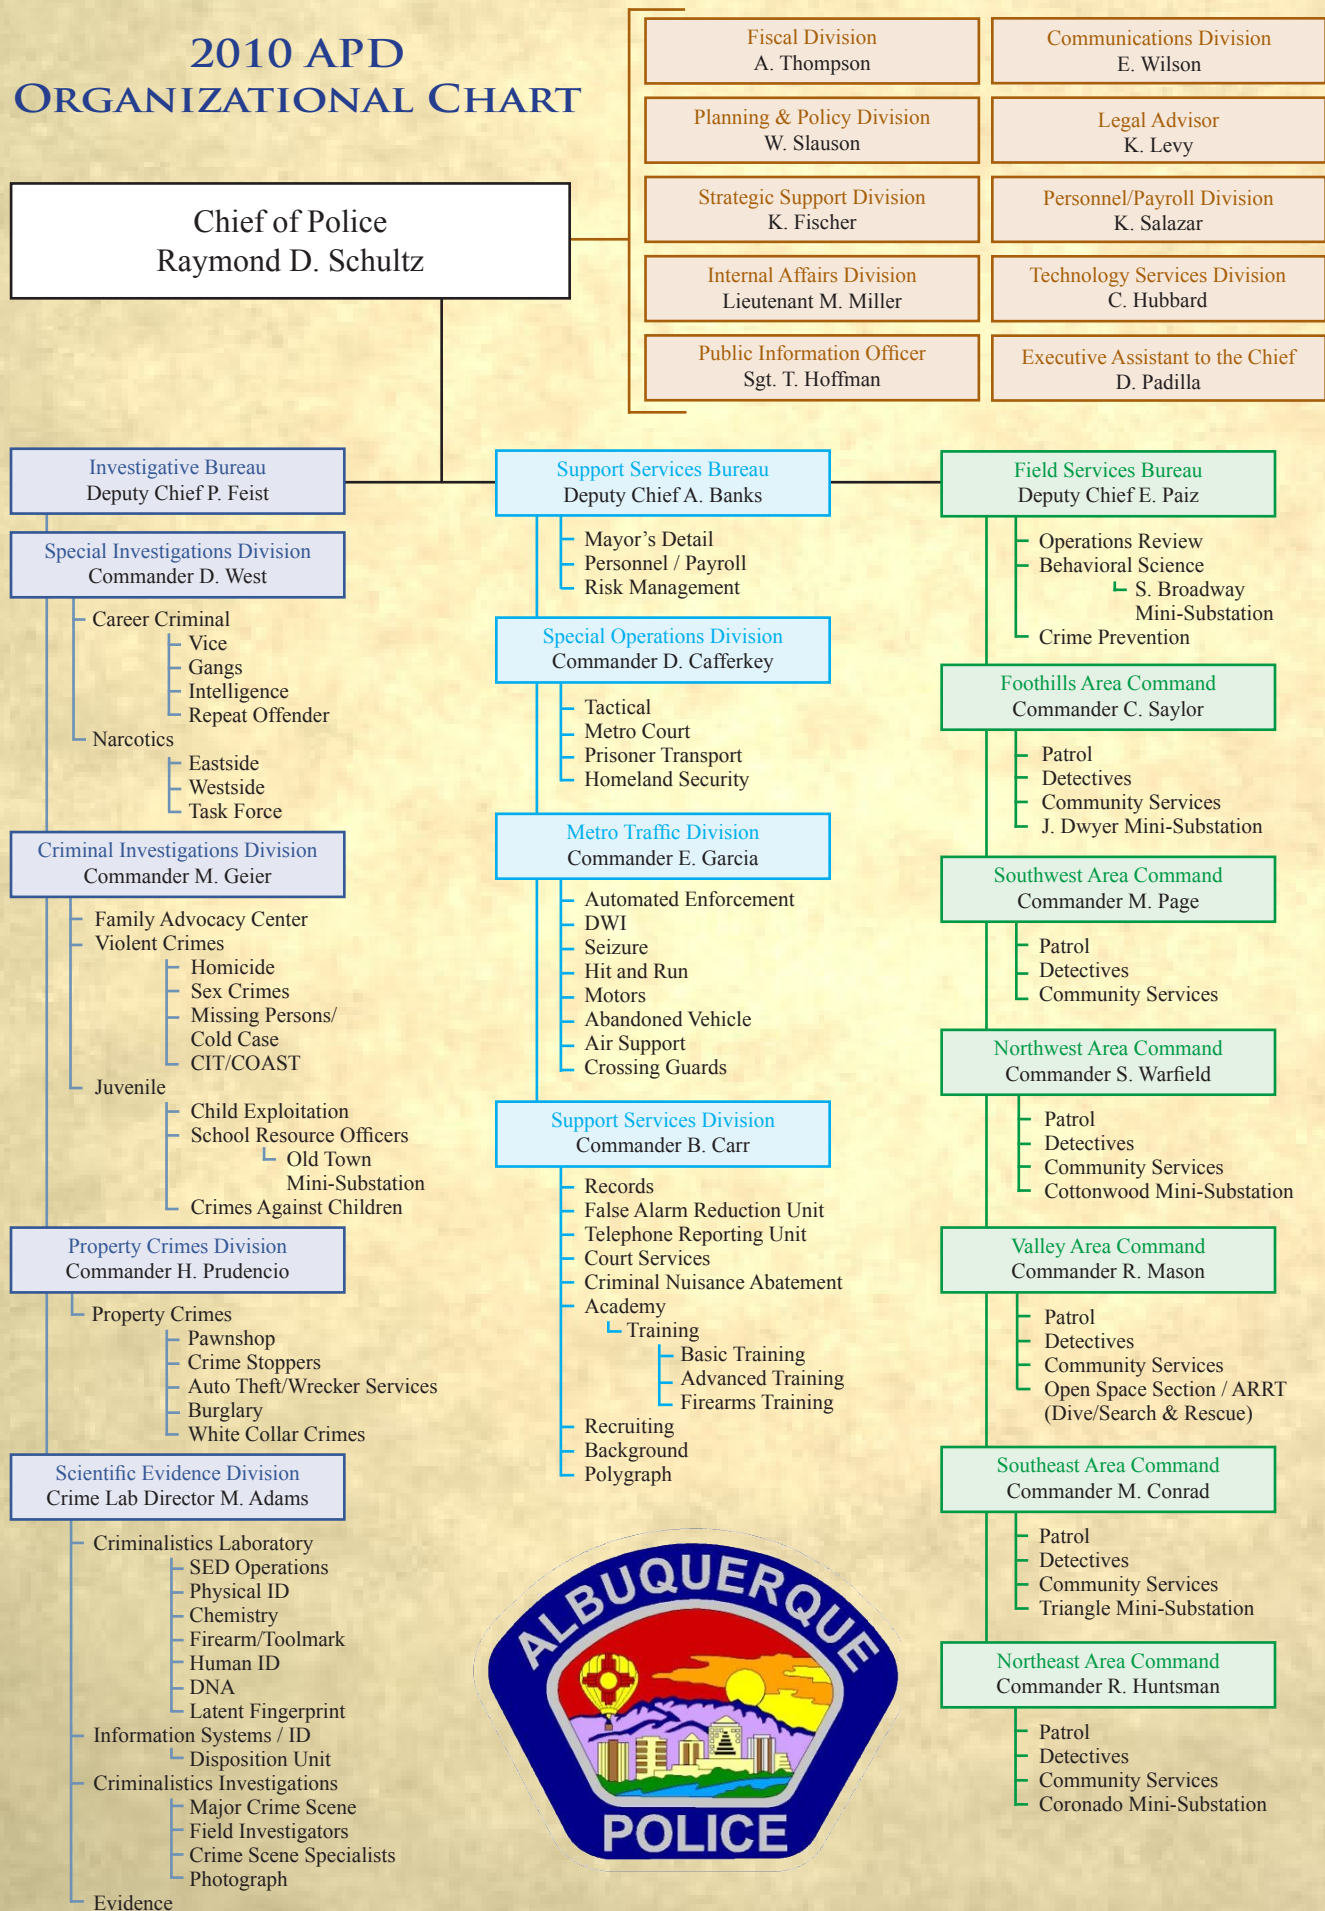 2010 APD
ORGANIZATIONAL CHART
Chief of Police
Raymond D. Schultz
Fiscal Division
A. Thompson
Communications Division
E. Wilson
Planning & Policy Division
W. Slauson
Legal Advisor
K. Levy
Strategic Support Division
K. Fischer
Personnel/Payroll Division
K. Salazar
Internal Affairs Division
Lieutenant M. Miller
Technology Services Division
C. Hubbard
Public Information Officer
Sgt. T. Hoffman
Executive Assistant to the Chief
D. Padilla
Investigative Bureau
Deputy Chief P. Feist
Special Investigations Division
Commander D. West
Career Criminal
Vice
Gangs
Intelligence
Repeat Offender
Narcotics
Eastside
Westside
Task Force
Criminal Investigations Division
Commander M. Geier
Family Advocacy Center
Violent Crimes
Homicide
Sex Crimes
Missing Persons/
Cold Case
CIT/COAST
Juvenile
Child Exploitation
School Resource Officers
Old Town
Mini-Substation
Crimes Against Children
Property Crimes Division
Commander H. Prudencio
Property Crimes
Pawnshop
Crime Stoppers
Auto Theft/Wrecker Services
Burglary
White Collar Crimes
Scientific Evidence Division
Crime Lab Director M. Adams
Criminalistics Laboratory
SED Operations
Physical ID
Chemistry
Firearm/Toolmark
Human ID
DNA
Latent Fingerprint
Information Systems / ID
Disposition Unit
Criminalistics Investigations
Major Crime Scene
Field Investigators
Crime Scene Specialists
Photograph
Evidence
Support Services Bureau
Deputy Chief A. Banks
Mayor's Detail
Personnel / Payroll
Risk Management
Special Operations Division
Commander D. Cafferkey
Tactical
Metro Court
Prisoner Transport
Homeland Security
Metro Traffic Division
Commander E. Garcia
Automated Enforcement
DWI
Seizure
Hit and Run
Motors
Abandoned Vehicle
Air Support
Crossing Guards
Support Services Division
Commander B. Carr
Records
False Alarm Reduction Unit
Telephone Reporting Unit
Court Services
Criminal Nuisance Abatement
Academy
Training
Basic Training
Advanced Training
Firearms Training
Recruiting
Background
Polygraph
ALBUQUERQUE
POLICE
Field Services Bureau
Deputy Chief E. Paiz
Operations Review
Behavioral Science
S. Broadway
Mini-Substation
Crime Prevention
Foothills Area Command
Commander C. Saylor
Patrol
Detectives
Community Services
J. Dwyer Mini-Substation
Southwest Area Command
Commander M. Page
Patrol
Detectives
Community Services
Northwest Area Command
Commander S. Warfield
Patrol
Detectives
Community Services
Cottonwood Mini-Substation
Valley Area Command
Commander R. Mason
Patrol
Detectives
Community Services
Open Space Section / ARRT
(Dive/Search & Rescue)
Southeast Area Command
Commander M. Conrad
Patrol
Detectives
Community Services
Triangle Mini-Substation
Northeast Area Command
Commander R. Huntsman
Patrol
Detectives
Community Services
Coronado Mini-Substation